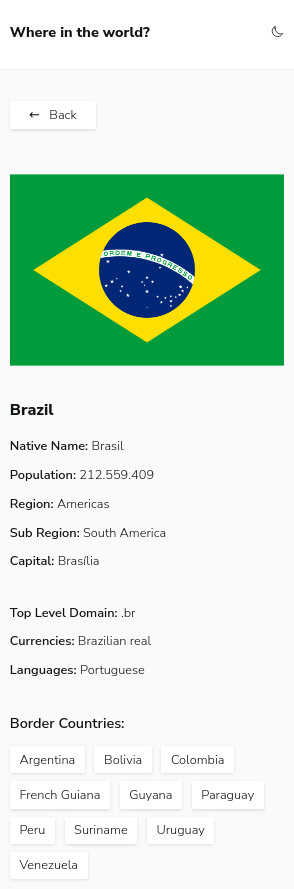 Where in the world?
← Back
ORDEM E PROGRESSO
Brazil
Native Name: Brasil
Population: 212.559.409
Region: Americas
Sub Region: South America
Capital: Brasília
Top Level Domain: .br
Currencies: Brazilian real
Languages: Portuguese
Border Countries:
Argentina Bolivia Colombia
French Guiana Guyana Paraguay
Peru Suriname Uruguay
Venezuela